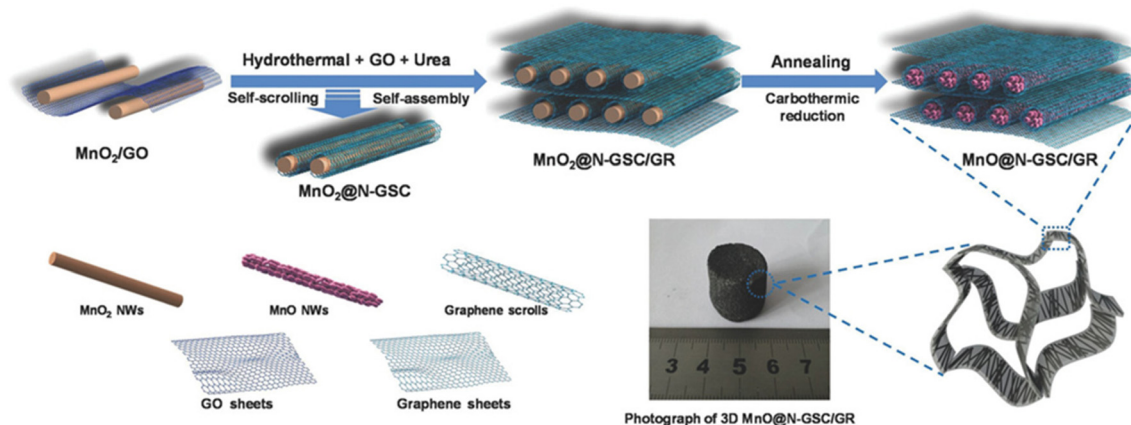 Hydrothermal + GO + Urea
Self-scrolling
Self-assembly
Annealing
Carbothermic
reduction
MnO₂/GO
MnO₂@N-GSC
MnO₂@N-GSC/GR
MnO@N-GSC/GR
MnO₂ NWs
MnO NWs
Graphene scrolls
GO sheets
Graphene sheets
3 4 5 6 7
Photograph of 3D MnO@N-GSC/GR